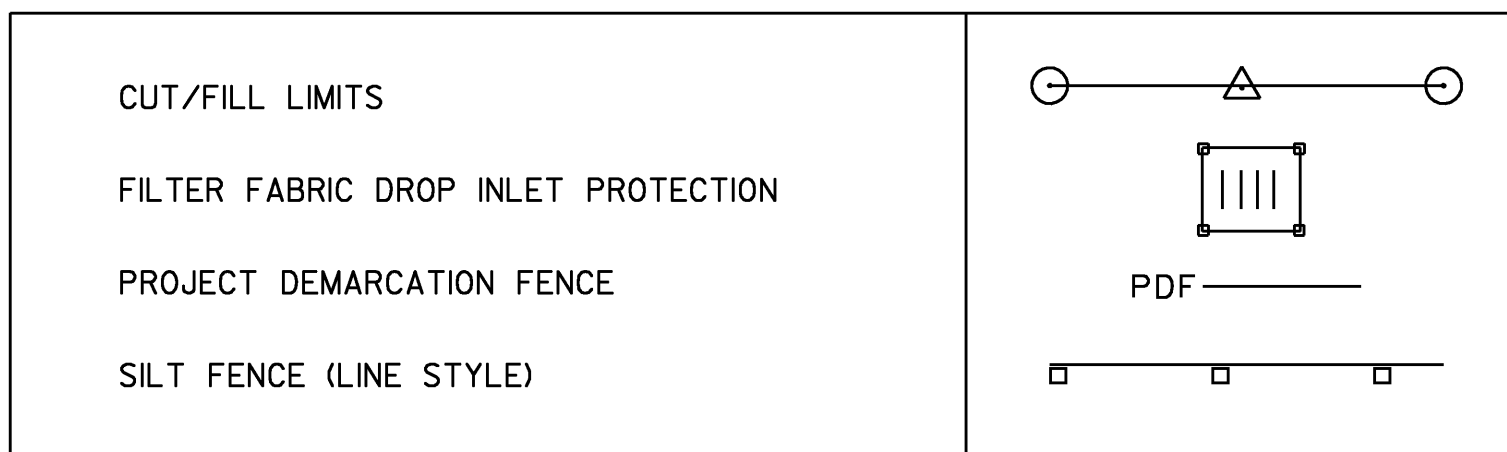 CUT/FILL LIMITS
FILTER FABRIC DROP INLET PROTECTION
PROJECT DEMARCATION FENCE
PDF
SILT FENCE (LINE STYLE)